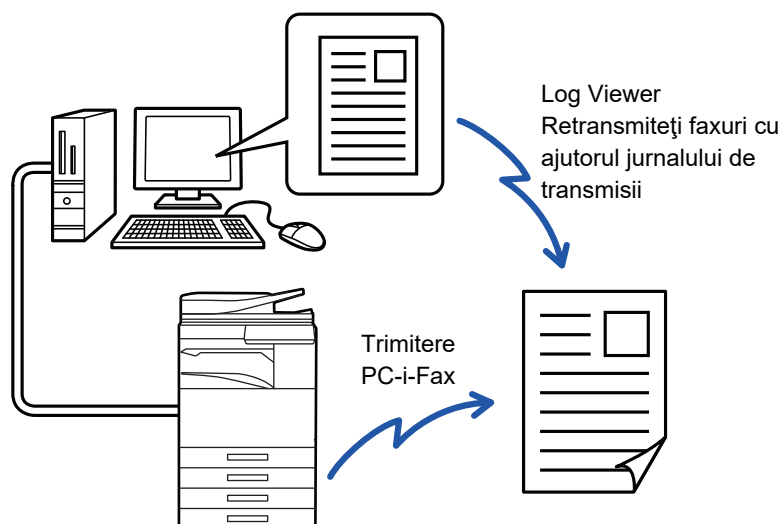 Log Viewer
Retransmiteţi faxuri cu
ajutorul jurnalului de
transmisii
Trimitere
PC-i-Fax